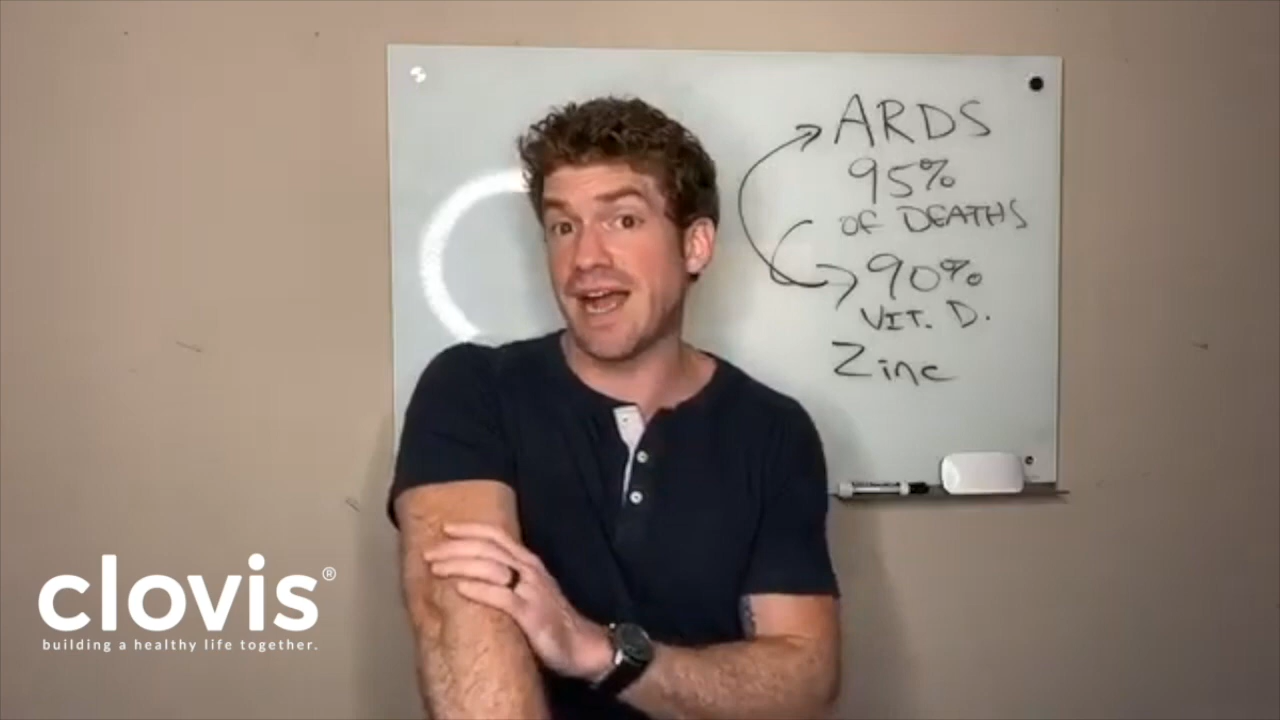 ARDS
95%
OF DEATHS
90%
VIT. D.
Zinc
clovis®
building a healthy life together.